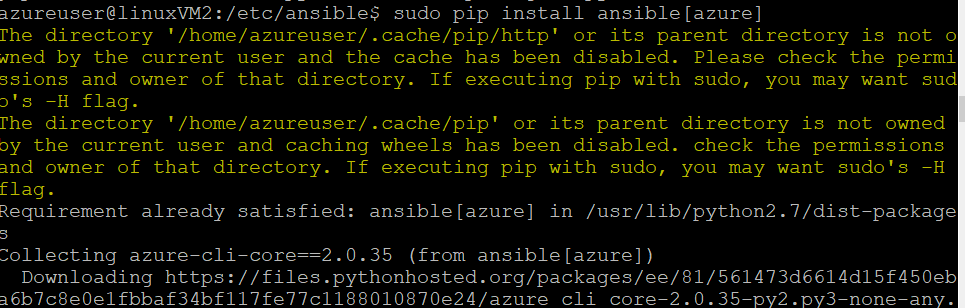 azureuser@linuxVM2:/etc/ansible$ sudo pip install ansible[azure]
The directory '/home/azureuser/.cache/pip/http' or its parent directory is not o
wned by the current user and the cache has been disabled. Please check the permi
ssions and owner of that directory. If executing pip with sudo, you may want sud
o's -H flag.
The directory '/home/azureuser/.cache/pip' or its parent directory is not owned
by the current user and caching wheels has been disabled. check the permissions
and owner of that directory. If executing pip with sudo, you may want sudo's -H
flag.
Requirement already satisfied: ansible[azure] in /usr/lib/python2.7/dist-package
s
Collecting azure-cli-core==2.0.35 (from ansible[azure])
  Downloading https://files.pythonhosted.org/packages/ee/81/561473d6614d15f450eb
a6b7c8e0e1fbbaf34bf117fe77c1188010870e24/azure_cli_core-2.0.35-py2.py3-none-any.